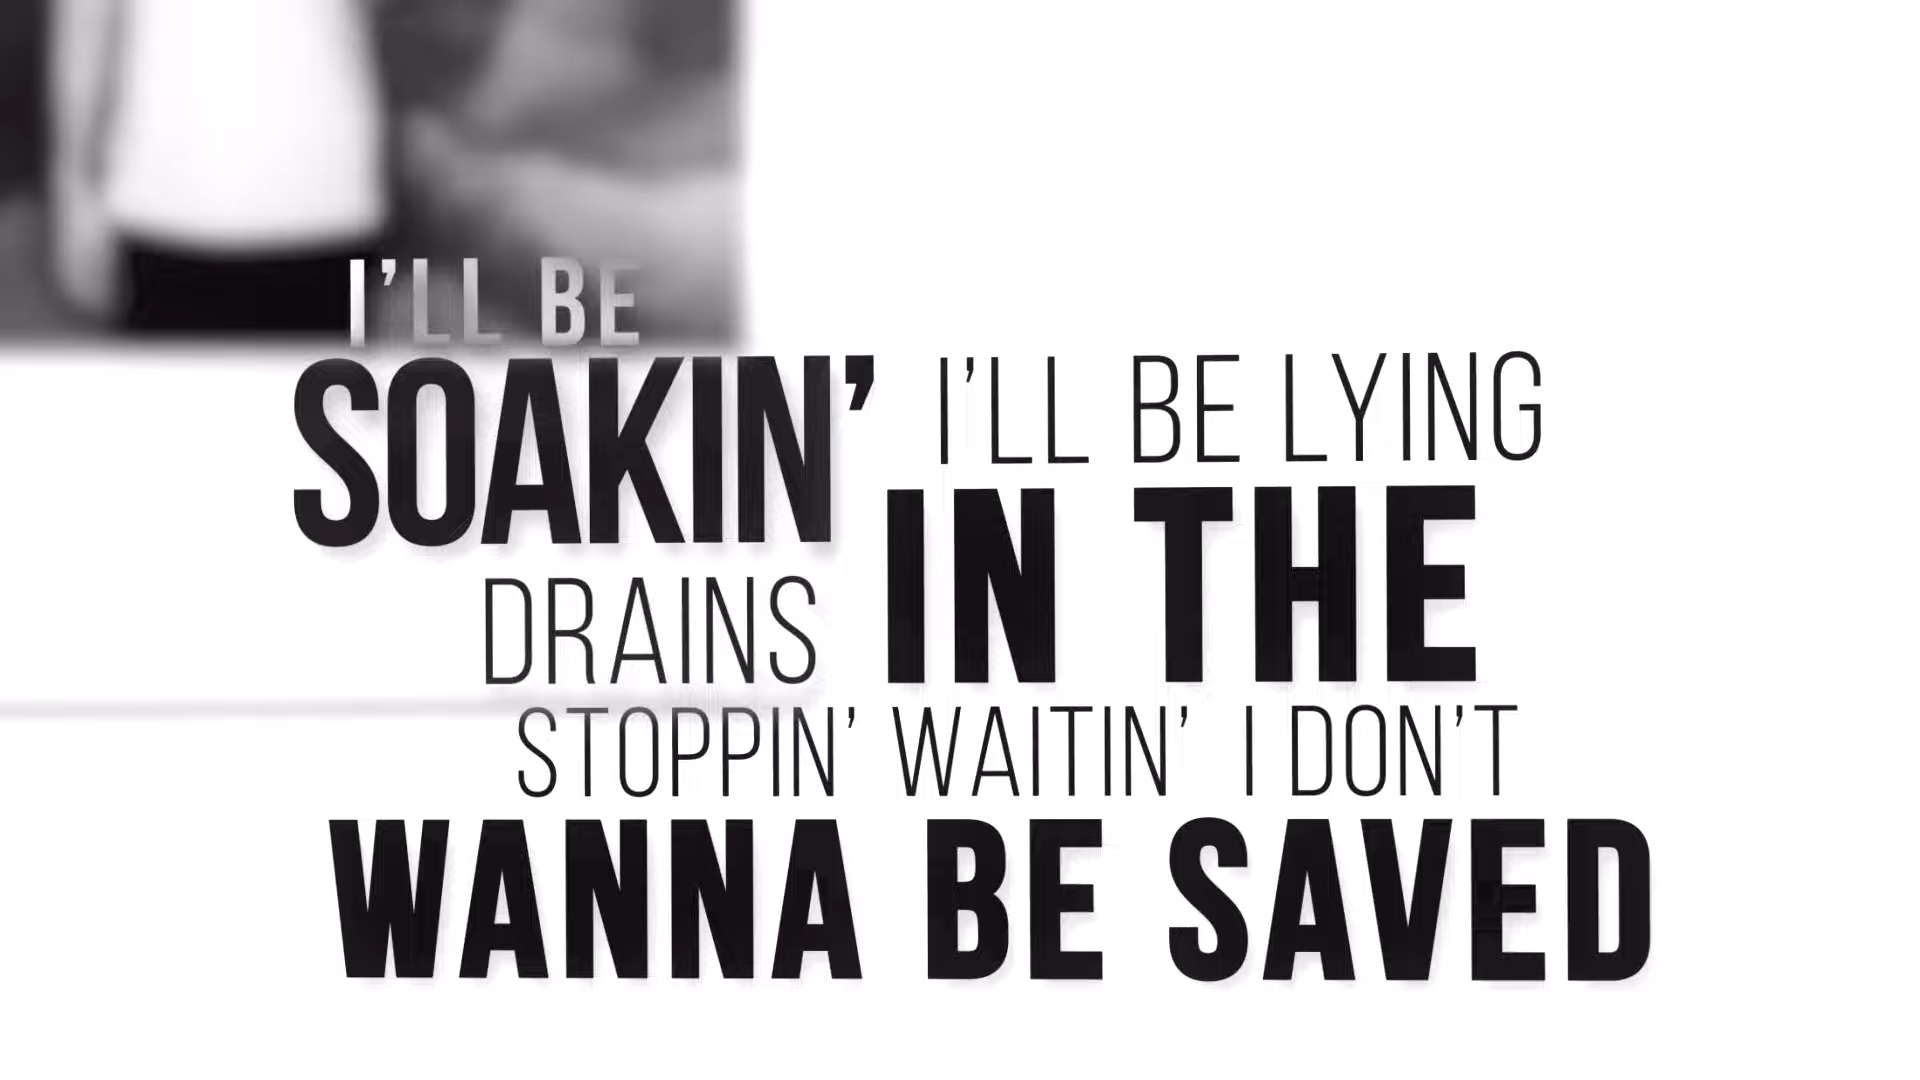 I'LL BE
SOAKIN' I'LL BE LYING
IN THE
DRAINS
STOPPIN' WAITIN' I DON'T
WANNA BE SAVED